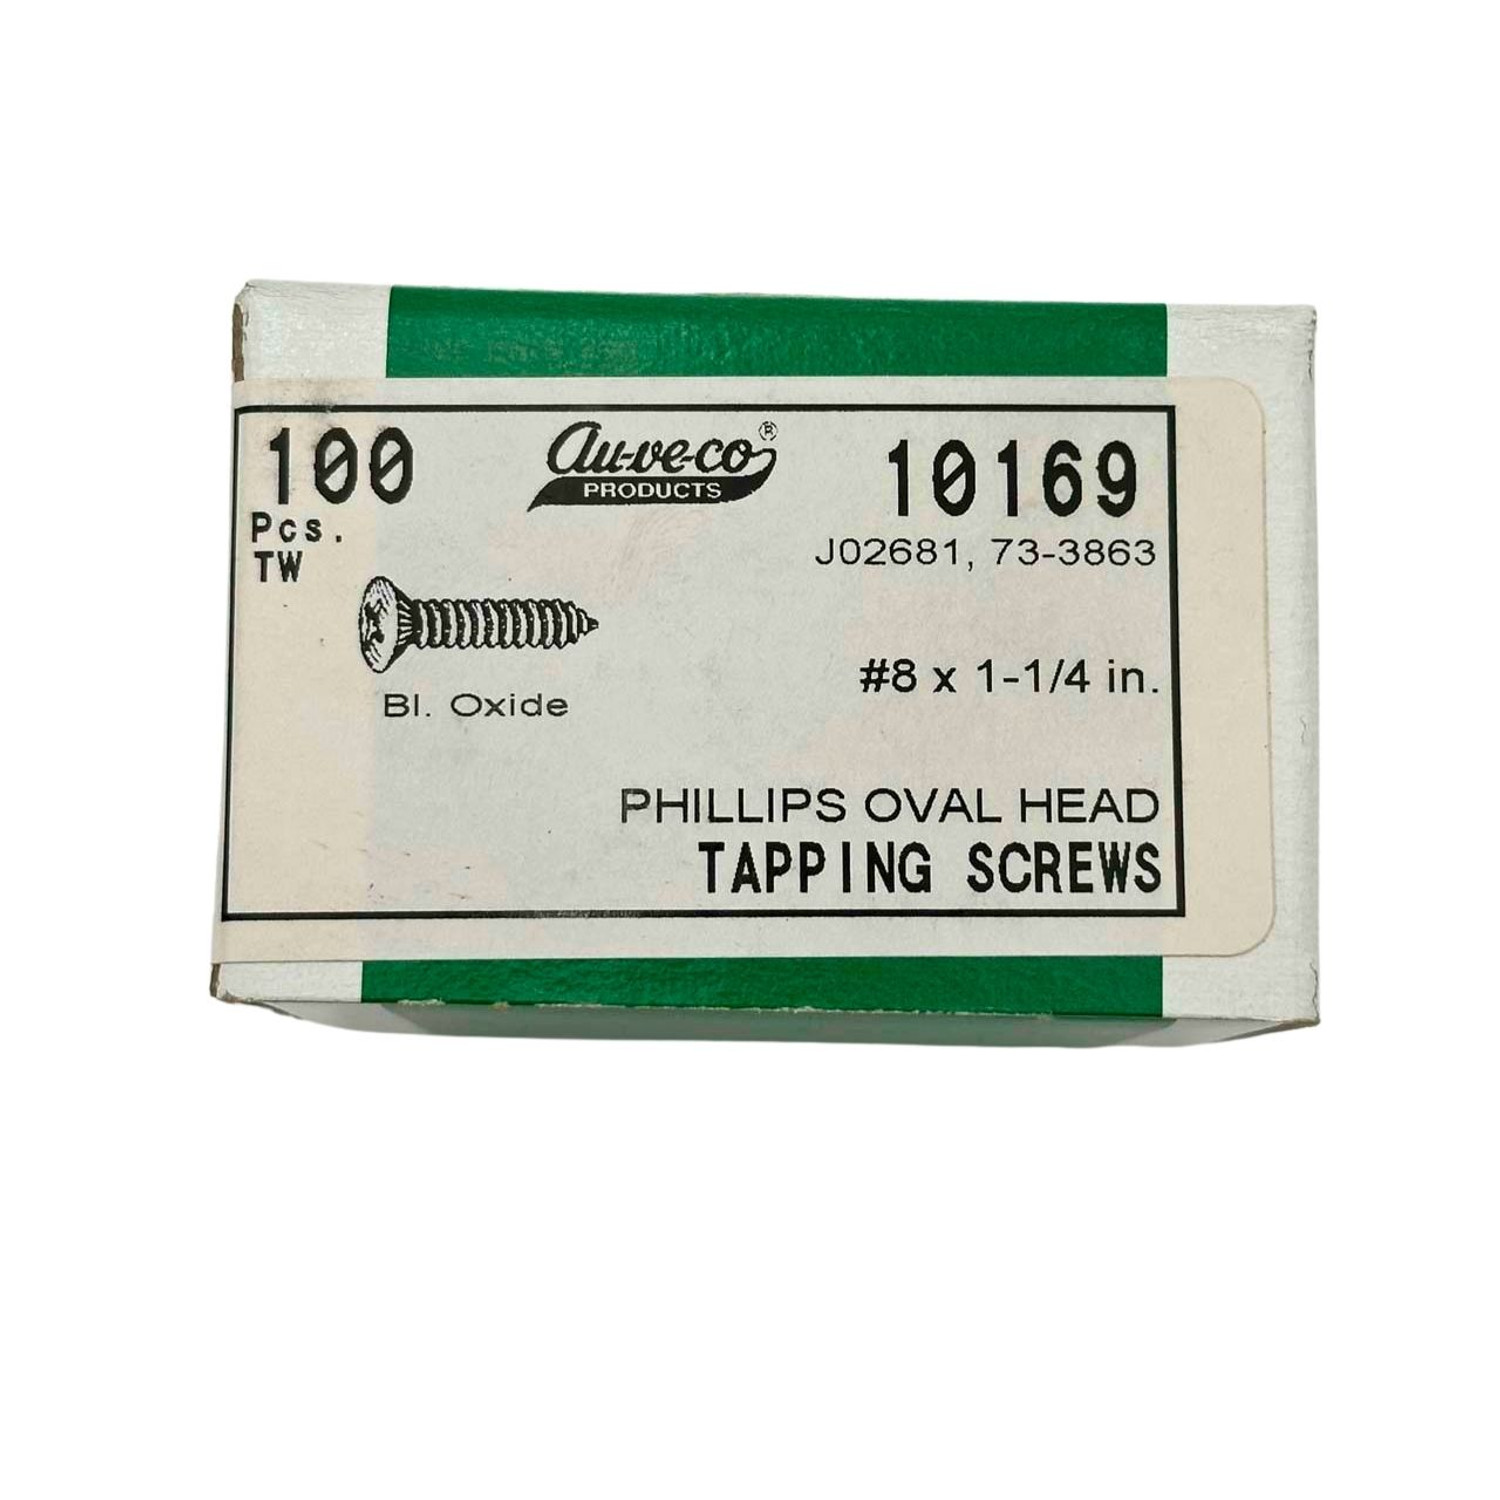 100
Pcs.
TW
au-ve-co®
PRODUCTS
10169
J02681, 73-3863
Bl. Oxide
#8 x 1-1/4 in.
PHILLIPS OVAL HEAD
TAPPING SCREWS